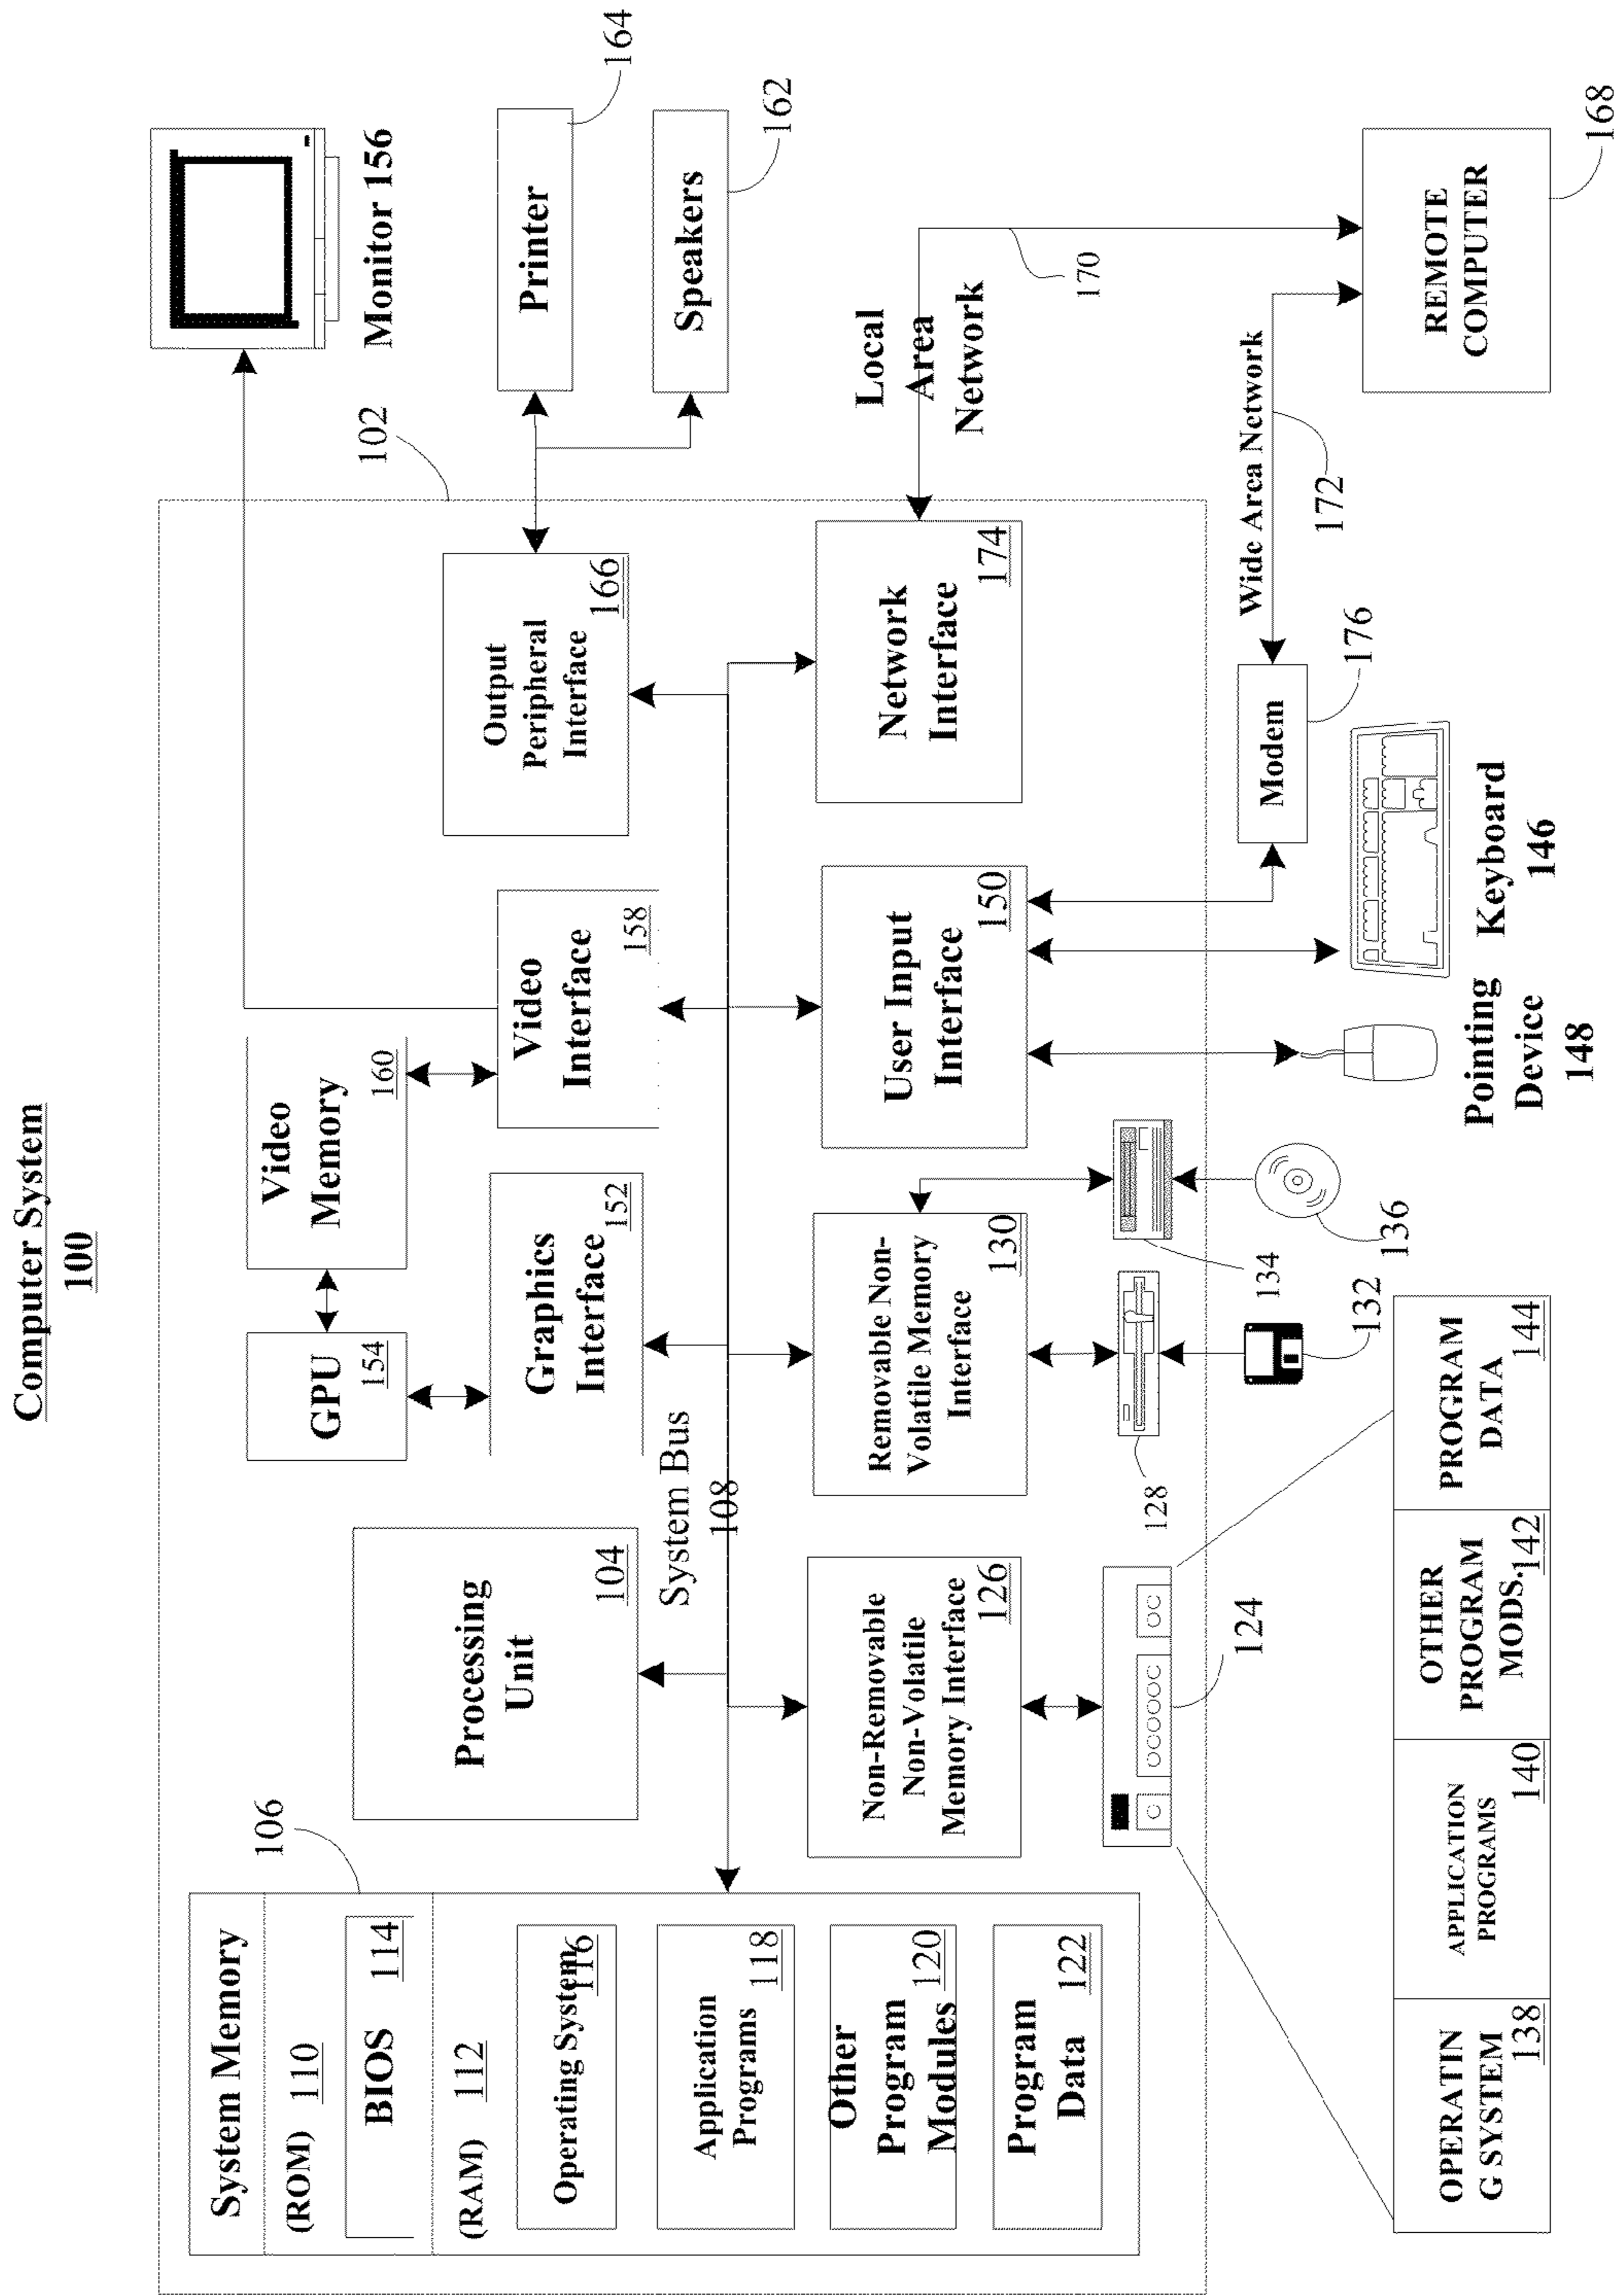 Computer System
100
System Memory
(ROM) 110
BIOS 114
(RAM) 112
Operating System
116
Application
Programs 118
Other
Program
Modules 120
Program
Data 122
106
Processing
Unit
104
System Bus
108
GPU
154
Video
Memory
160
Graphics
Interface
152
Video
Interface
158
Output
Peripheral
Interface
166
102
Monitor 156
Printer
164
Speakers
162
Non-Removable
Non-Volatile
Memory Interface
126
Removable Non-
Volatile Memory
Interface
130
User Input
Interface
150
Network
Interface
174
Local
Area
Network
170
Wide Area Network
172
Modem
176
REMOTE
COMPUTER
168
124
128
134
132
136
Pointing
Device
148
Keyboard
146
OPERATIN
G SYSTEM
138
APPLICATION
PROGRAMS
140
OTHER
PROGRAM
MODS.
142
PROGRAM
DATA
144